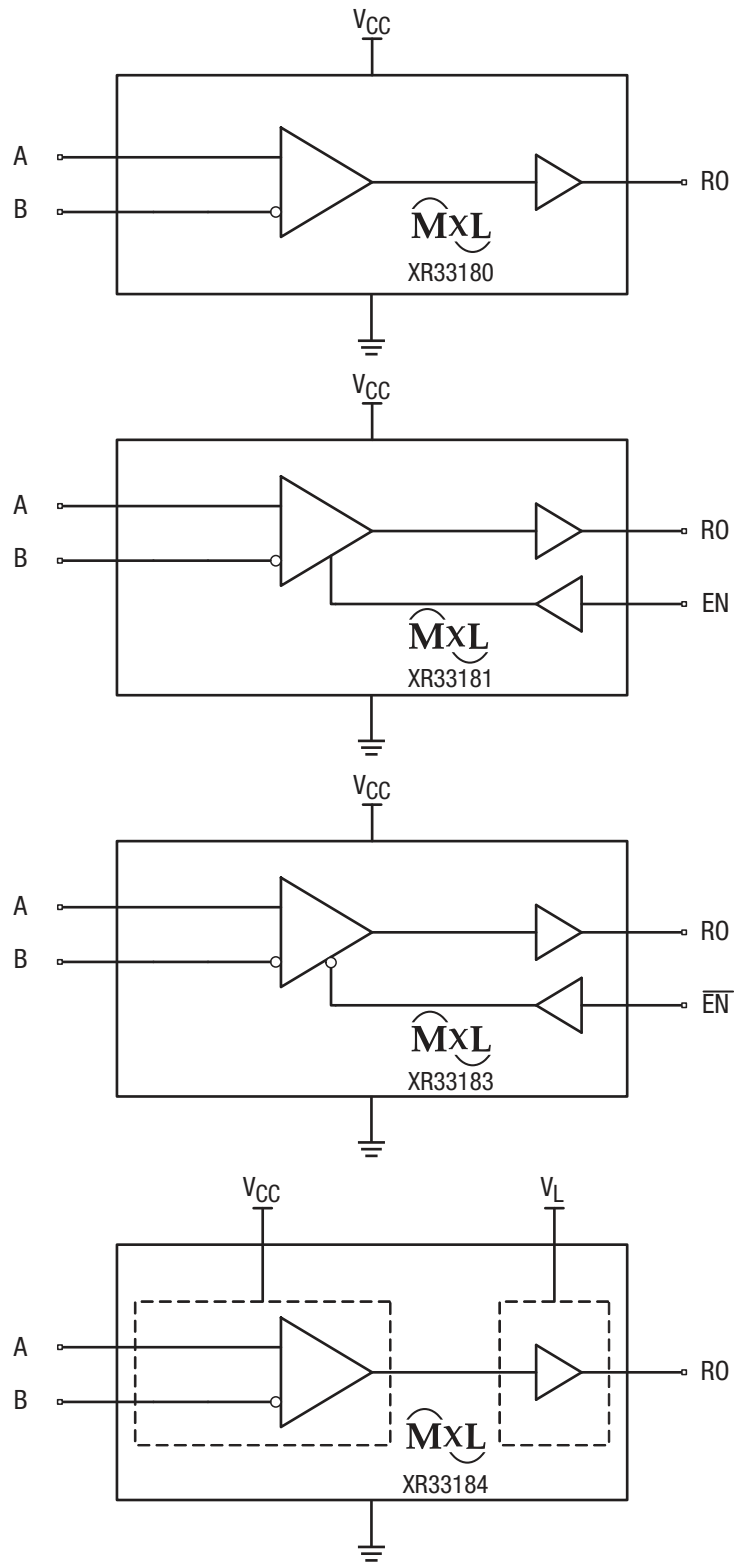 VCC
A
B
RO
MXL
XR33180
VCC
A
B
RO
EN
MXL
XR33181
VCC
A
B
RO
EN
MXL
XR33183
VCC
VL
A
B
RO
MXL
XR33184